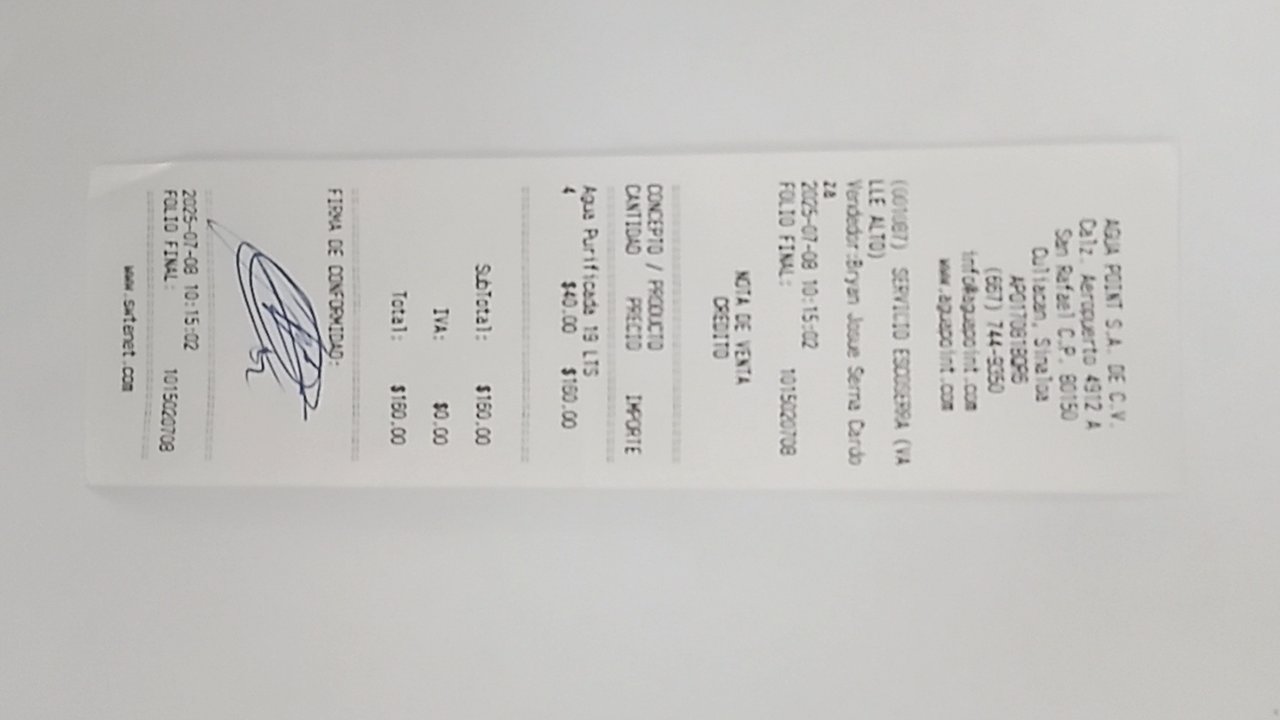 AGUA POINT S.A. DE C.V.
Calz. Aeropuerto 4912 A
San Rafael C.P. 80150
Culiacan, Sinaloa
(667) 744-9350
info@aguapoint.com
www.aguapoint.com
(001087) SERVICIO ESCUSERRA (VA
LLE ALTO)
Vendedor:Bryan Josue Serna Cardo
za
2025-07-08 10:15:02
FOLIO FINAL: 1015020708
NOTA DE VENTA
CREDITO
CONCEPTO / PRODUCTO
CANTIDAD PRECIO IMPORTE
Agua Purificada 19 LTS
4 $40.00 $160.00
SubTotal: $160.00
IVA: $0.00
Total: $160.00
FIRMA DE CONFORMIDAD:
2025-07-08 10:15:02
FOLIO FINAL: 1015020708
www.swtenet.com